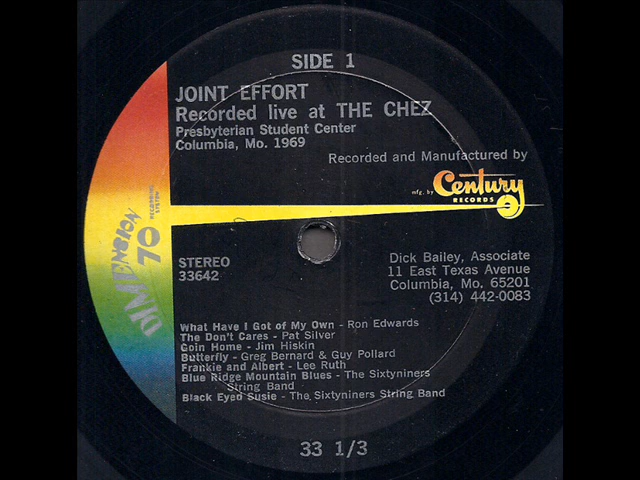 SIDE 1
JOINT EFFORT
Recorded live at THE CHEZ
Presbyterian Student Center
Columbia, Mo. 1969
Recorded and Manufactured by
mfg. by Century
RECORDS
DIMENSION 70
RECORDING SYSTEM
STEREO
33642
Dick Bailey, Associate
11 East Texas Avenue
Columbia, Mo. 65201
(314) 442-0083
What Have I Got of My Own - Ron Edwards
The Don't Cares - Pat Silver
Goin Home - Jim Hiskin
Butterfly - Greg Bernard & Guy Pollard
Frankie and Albert - Lee Ruth
Blue Ridge Mountain Blues - The Sixtyniners
String Band
Black Eyed Susie - The Sixtyniners String Band
33 1/3